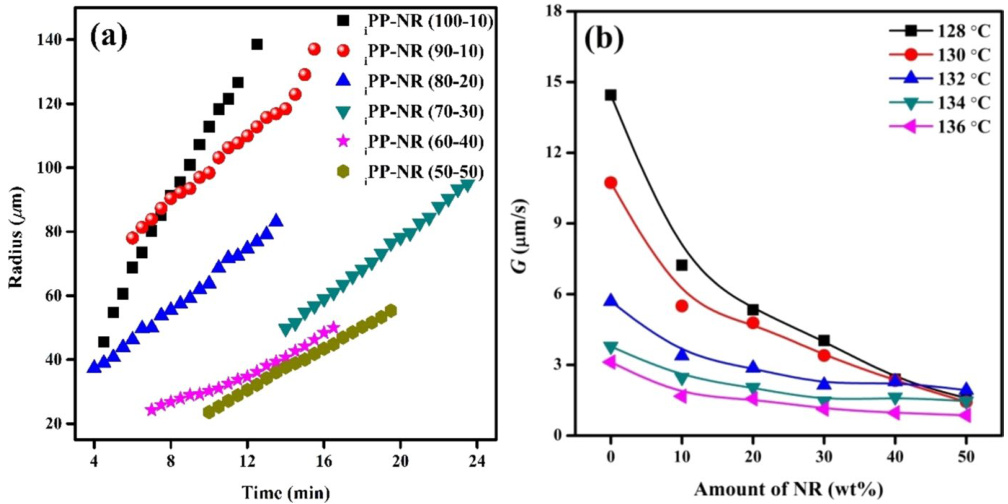 (a)
iPP-NR (100-10)
iPP-NR (90-10)
iPP-NR (80-20)
iPP-NR (70-30)
iPP-NR (60-40)
iPP-NR (50-50)
Radius (μm)
140
120
100
80
60
40
20
4 8 12 16 20 24
Time (min)
(b)
128 °C
130 °C
132 °C
134 °C
136 °C
G (μm/s)
18
15
12
9
6
3
0
0 10 20 30 40 50
Amount of NR (wt%)